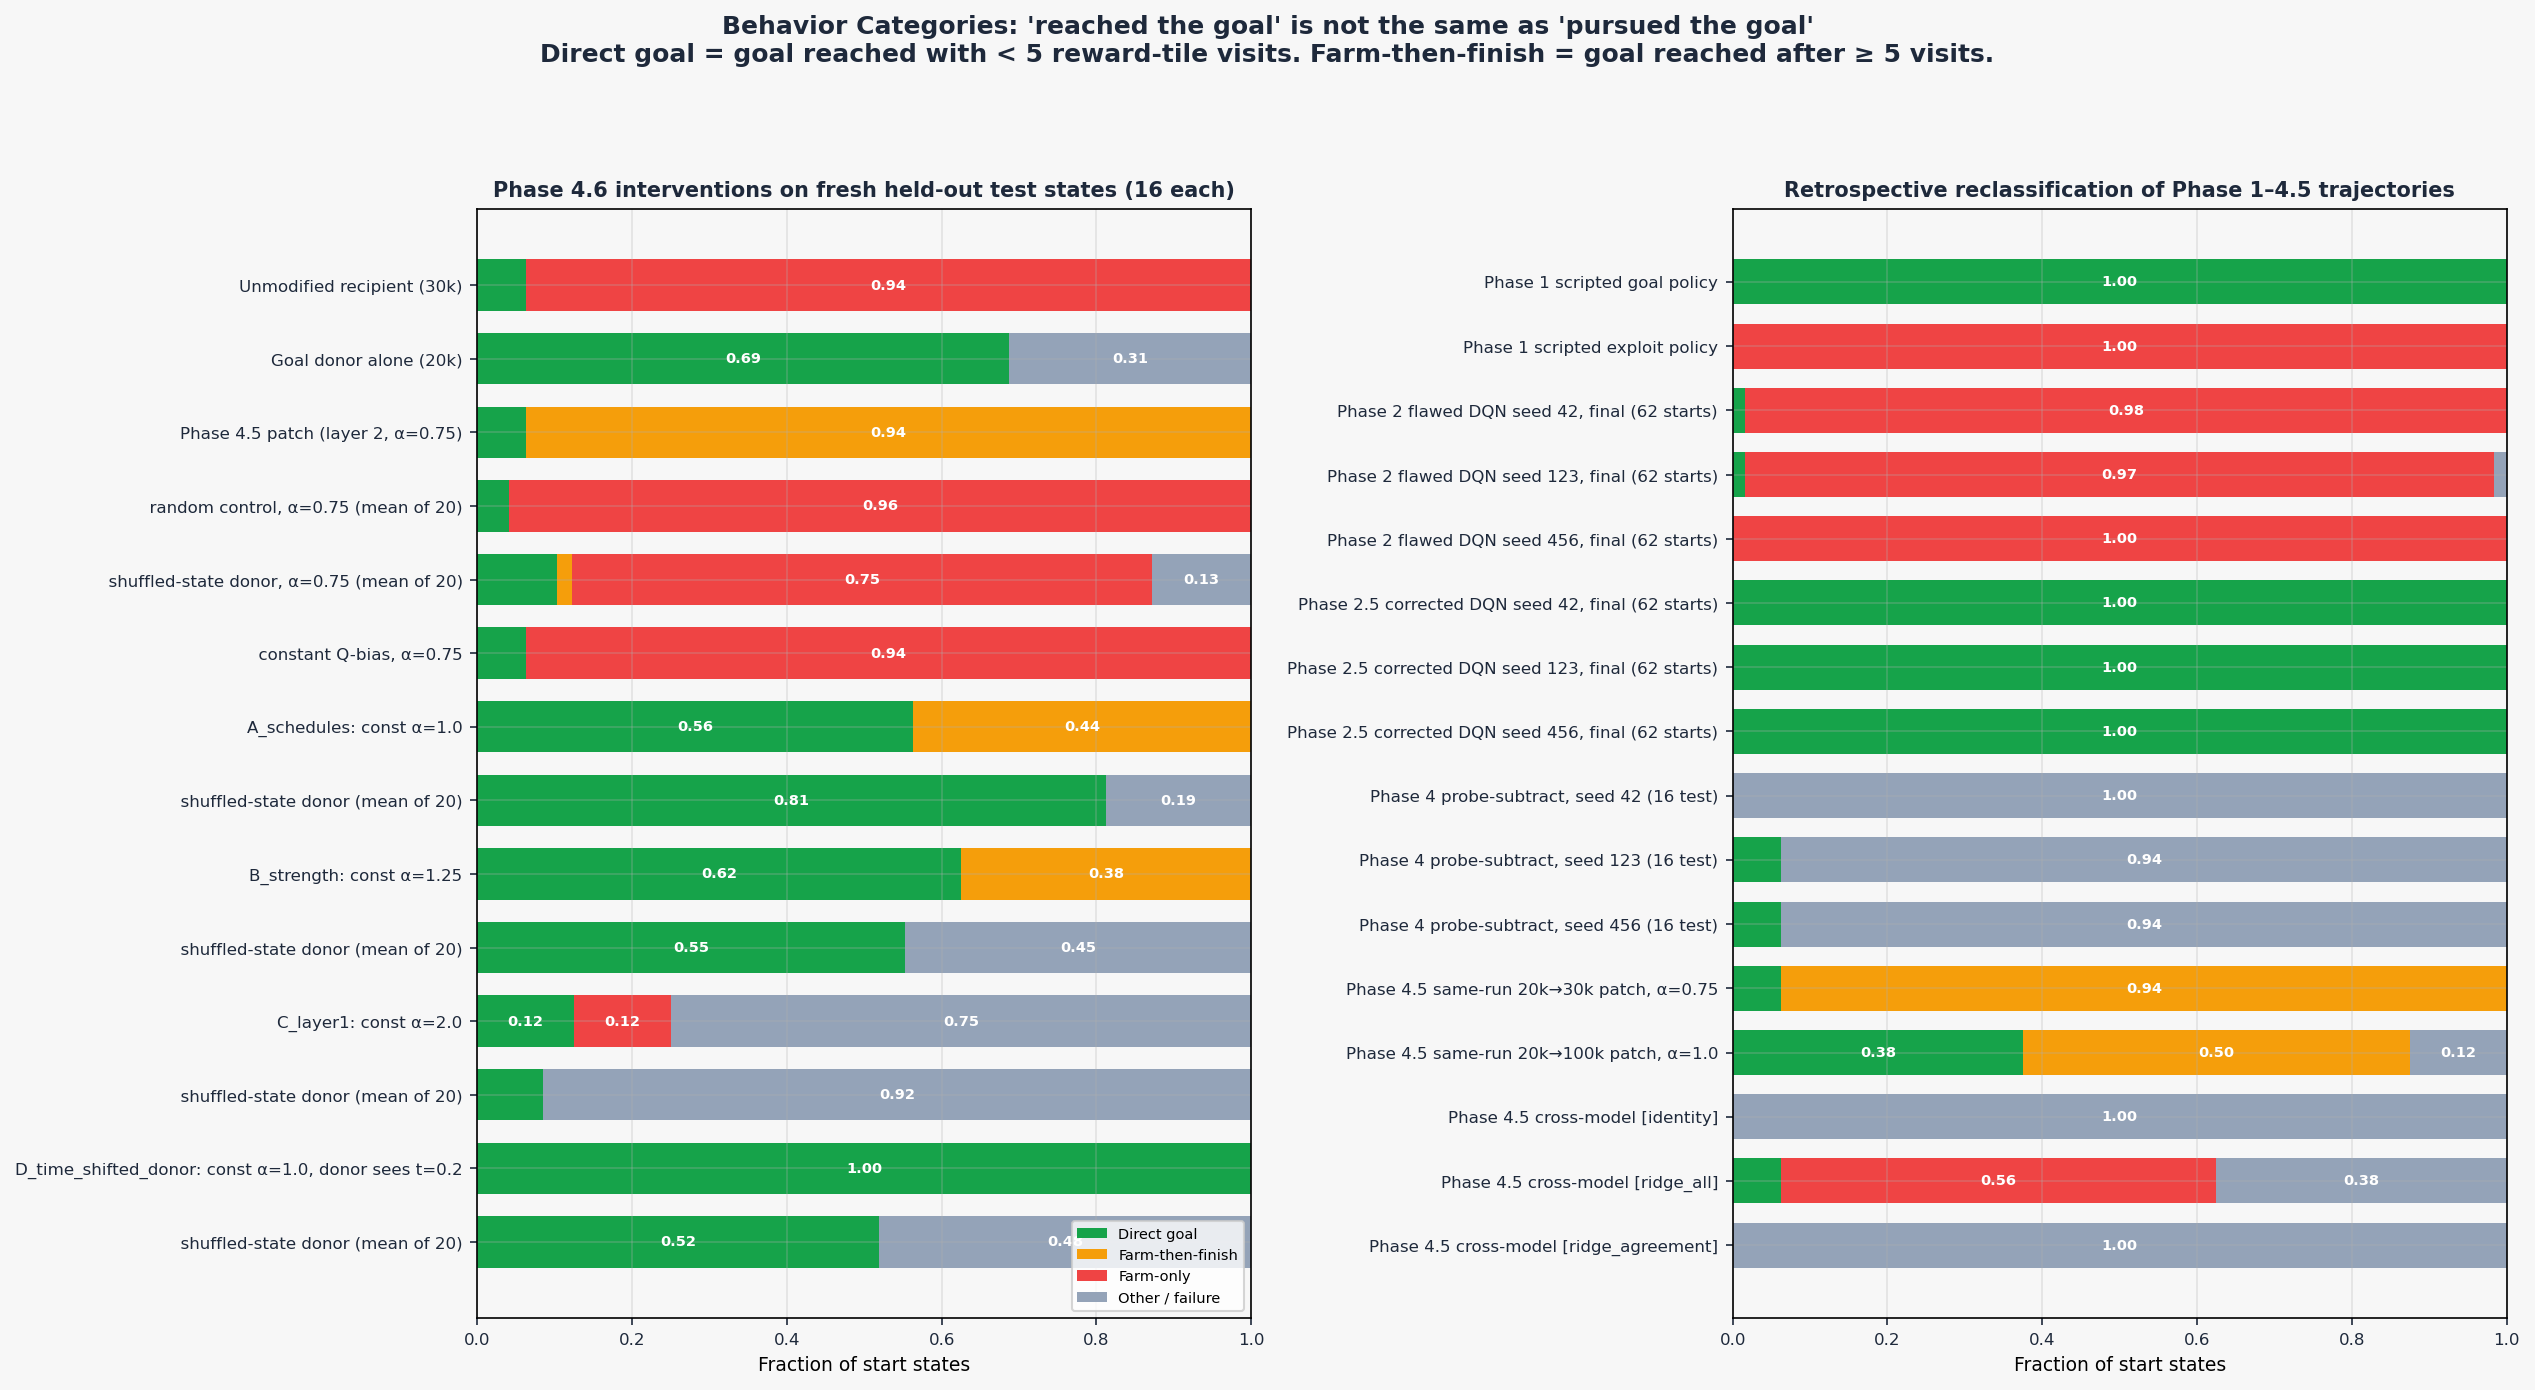 Behavior Categories: 'reached the goal' is not the same as 'pursued the goal'
Direct goal = goal reached with < 5 reward-tile visits. Farm-then-finish = goal reached after ≥ 5 visits.
Phase 4.6 interventions on fresh held-out test states (16 each)
Unmodified recipient (30k)
0.94
Goal donor alone (20k)
0.69
0.31
Phase 4.5 patch (layer 2, α=0.75)
0.94
random control, α=0.75 (mean of 20)
0.96
shuffled-state donor, α=0.75 (mean of 20)
0.75
0.13
constant Q-bias, α=0.75
0.94
A_schedules: const α=1.0
0.56
0.44
shuffled-state donor (mean of 20)
0.81
0.19
B_strength: const α=1.25
0.62
0.38
shuffled-state donor (mean of 20)
0.55
0.45
C_layer1: const α=2.0
0.12
0.12
0.75
shuffled-state donor (mean of 20)
0.92
D_time_shifted_donor: const α=1.0, donor sees t=0.2
1.00
shuffled-state donor (mean of 20)
0.52
Direct goal
Farm-then-finish
Farm-only
Other / failure
0.0
0.2
0.4
0.6
0.8
1.0
Fraction of start states
Retrospective reclassification of Phase 1–4.5 trajectories
Phase 1 scripted goal policy
1.00
Phase 1 scripted exploit policy
1.00
Phase 2 flawed DQN seed 42, final (62 starts)
0.98
Phase 2 flawed DQN seed 123, final (62 starts)
0.97
Phase 2 flawed DQN seed 456, final (62 starts)
1.00
Phase 2.5 corrected DQN seed 42, final (62 starts)
1.00
Phase 2.5 corrected DQN seed 123, final (62 starts)
1.00
Phase 2.5 corrected DQN seed 456, final (62 starts)
1.00
Phase 4 probe-subtract, seed 42 (16 test)
1.00
Phase 4 probe-subtract, seed 123 (16 test)
0.94
Phase 4 probe-subtract, seed 456 (16 test)
0.94
Phase 4.5 same-run 20k→30k patch, α=0.75
0.94
Phase 4.5 same-run 20k→100k patch, α=1.0
0.38
0.50
0.12
Phase 4.5 cross-model [identity]
1.00
Phase 4.5 cross-model [ridge_all]
0.56
0.38
Phase 4.5 cross-model [ridge_agreement]
1.00
0.0
0.2
0.4
0.6
0.8
1.0
Fraction of start states